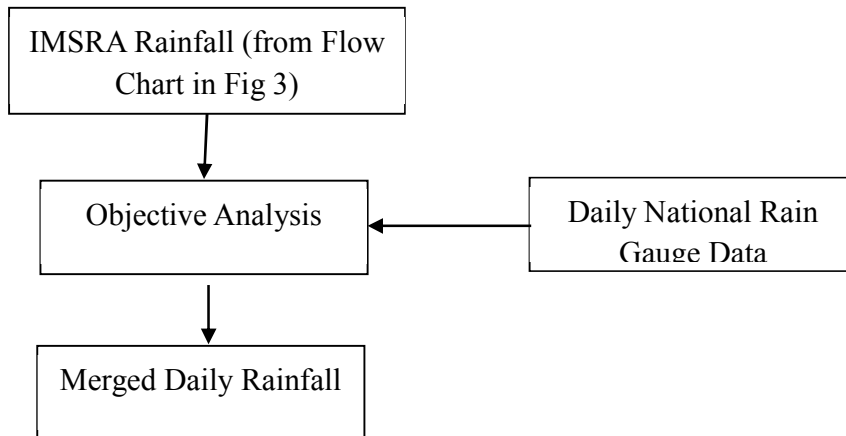 IMSRA Rainfall (from Flow
Chart in Fig 3)
Objective Analysis
Daily National Rain
Gauge Data
Merged Daily Rainfall